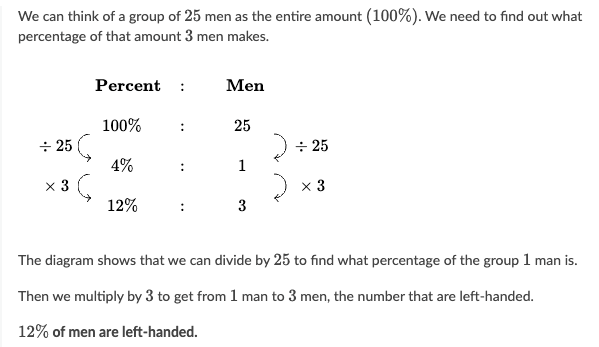 We can think of a group of 25 men as the entire amount (100%). We need to find out what
percentage of that amount 3 men makes.
Percent : Men
100% : 25
÷ 25 ÷ 25
4% : 1
× 3 × 3
12% : 3
The diagram shows that we can divide by 25 to find what percentage of the group 1 man is.
Then we multiply by 3 to get from 1 man to 3 men, the number that are left-handed.
12% of men are left-handed.